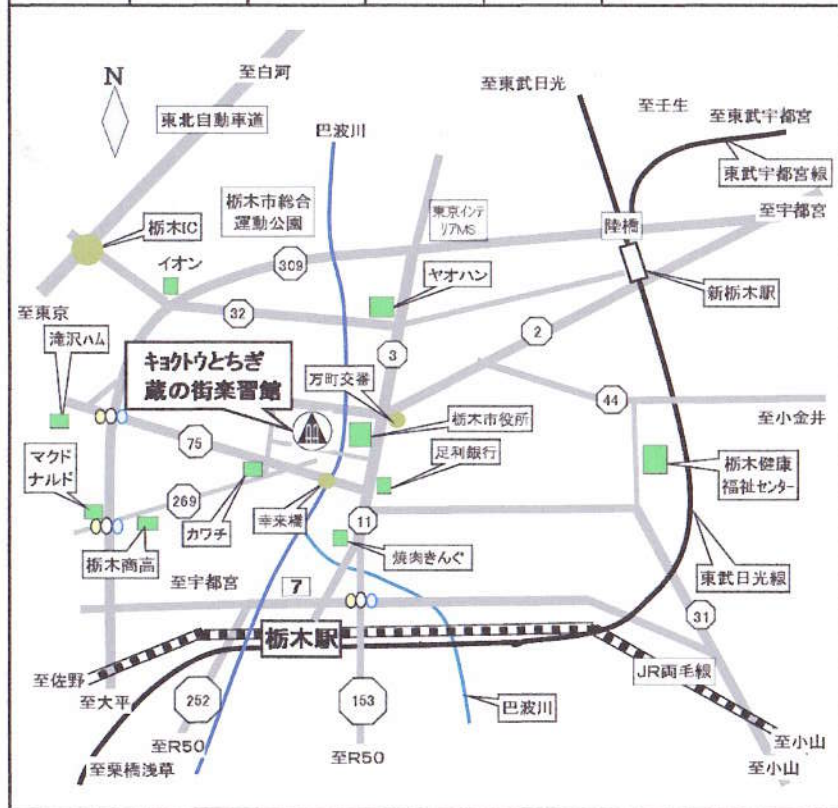 至白河
N
東北自動車道
巴波川
至東武日光
至壬生
至東武宇都宮
東武宇都宮線
至宇都宮
栃木市総合
運動公園
東京インテ
リアMS
陸橋
栃木IC
イオン
309
ヤオハン
新栃木駅
至東京
32
2
滝沢ハム
キョクトウとちぎ
蔵の街楽習館
3
万町交番
44
栃木市役所
至小金井
75
足利銀行
マクド
ナルド
栃木健康
福祉センター
269
カワチ
幸来橋
11
栃木商高
焼肉きんぐ
至宇都宮
7
東武日光線
31
栃木駅
至佐野
JR両毛線
至大平
252
153
巴波川
至R50
至R50
至小山
至栗橋浅草
至小山